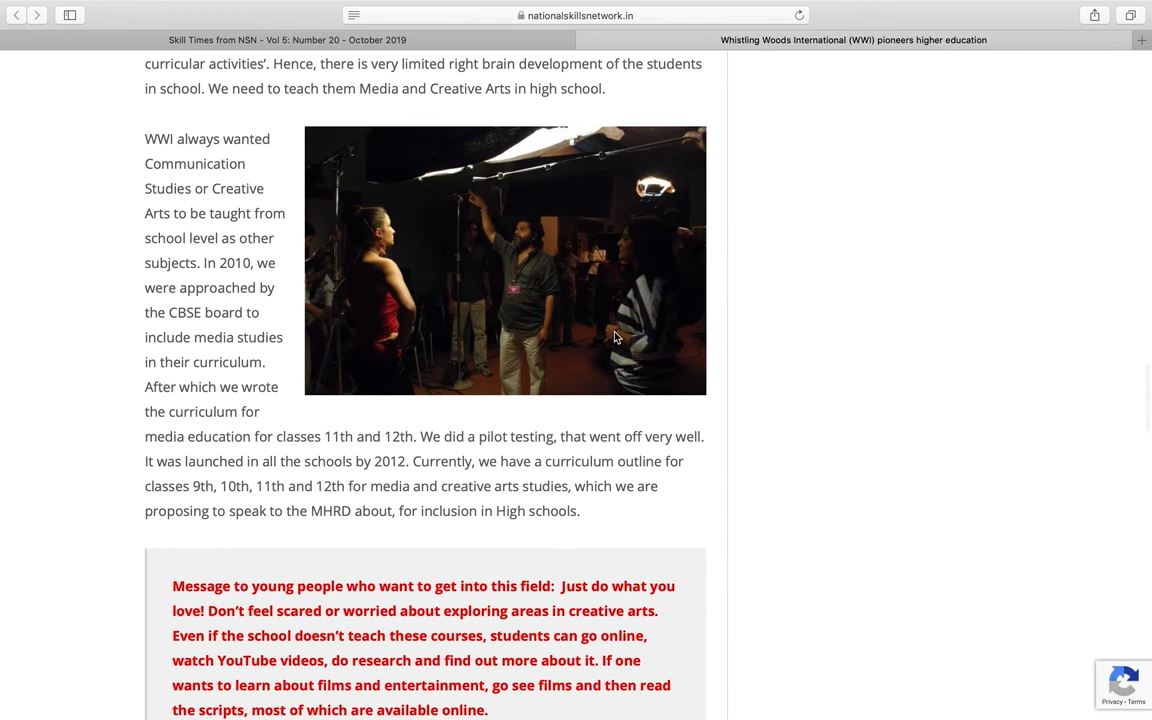 nationalskillsnetwork.in
Skill Times from NSN - Vol 5: Number 20 - October 2019
Whistling Woods International (WWI) pioneers higher education
curricular activities’. Hence, there is very limited right brain development of the students
in school. We need to teach them Media and Creative Arts in high school.
WWI always wanted
Communication
Studies or Creative
Arts to be taught from
school level as other
subjects. In 2010, we
were approached by
the CBSE board to
include media studies
in their curriculum.
After which we wrote
the curriculum for
media education for classes 11th and 12th. We did a pilot testing, that went off very well.
It was launched in all the schools by 2012. Currently, we have a curriculum outline for
classes 9th, 10th, 11th and 12th for media and creative arts studies, which we are
proposing to speak to the MHRD about, for inclusion in High schools.
Message to young people who want to get into this field:  Just do what you
love! Don’t feel scared or worried about exploring areas in creative arts.
Even if the school doesn’t teach these courses, students can go online,
watch YouTube videos, do research and find out more about it. If one
wants to learn about films and entertainment, go see films and then read
the scripts, most of which are available online.
Privacy - Terms